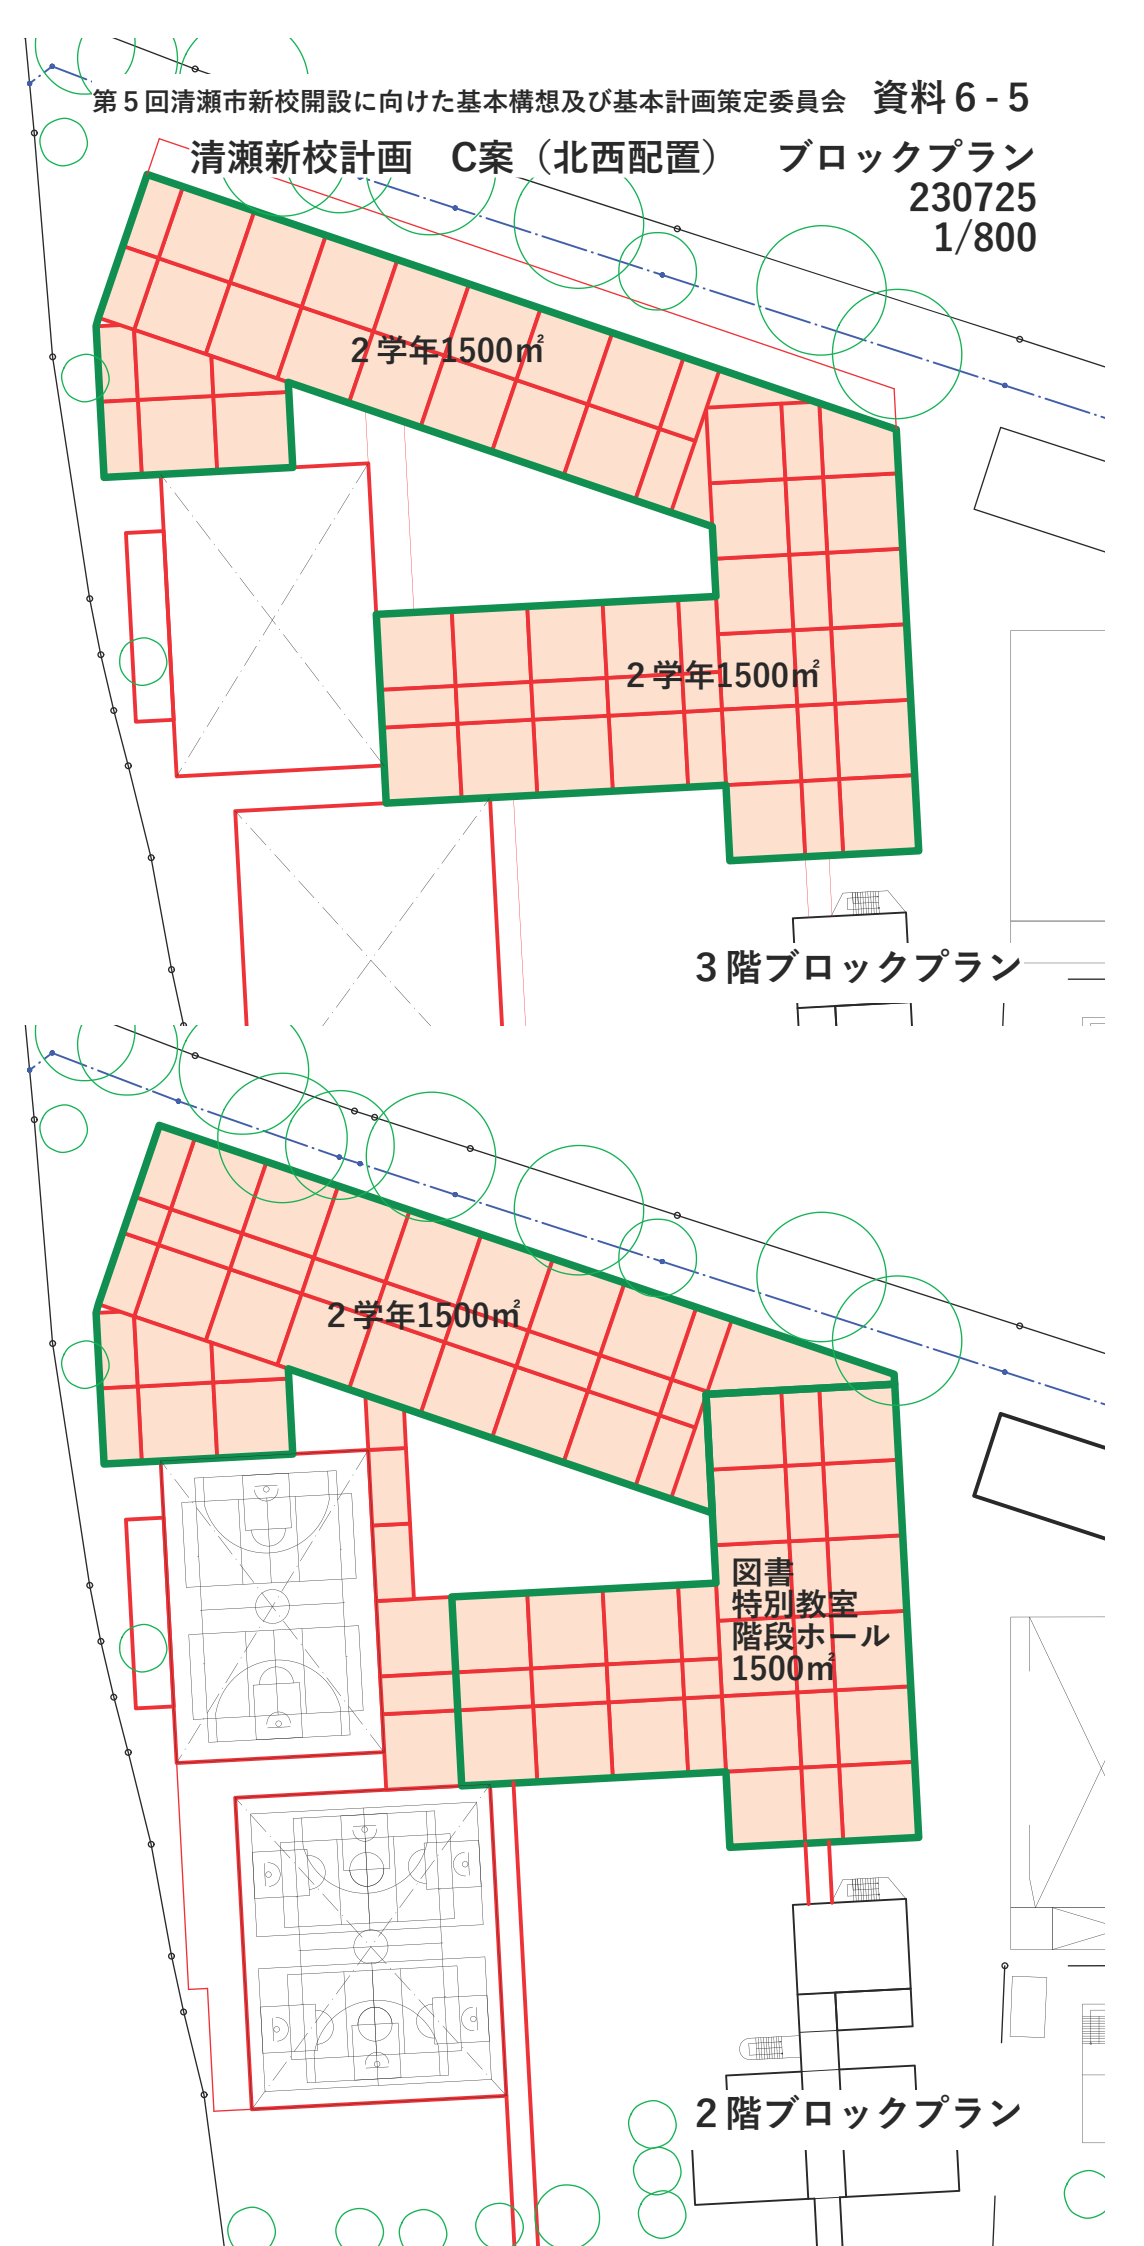 第５回清瀬市新校開設に向けた基本構想及び基本計画策定委員会　資料６-５
清瀬新校計画　C案（北西配置）　ブロックプラン
230725
1/800
２学年1500㎡
２学年1500㎡
３階ブロックプラン
２学年1500㎡
図書
特別教室
階段ホール
1500㎡
２階ブロックプラン